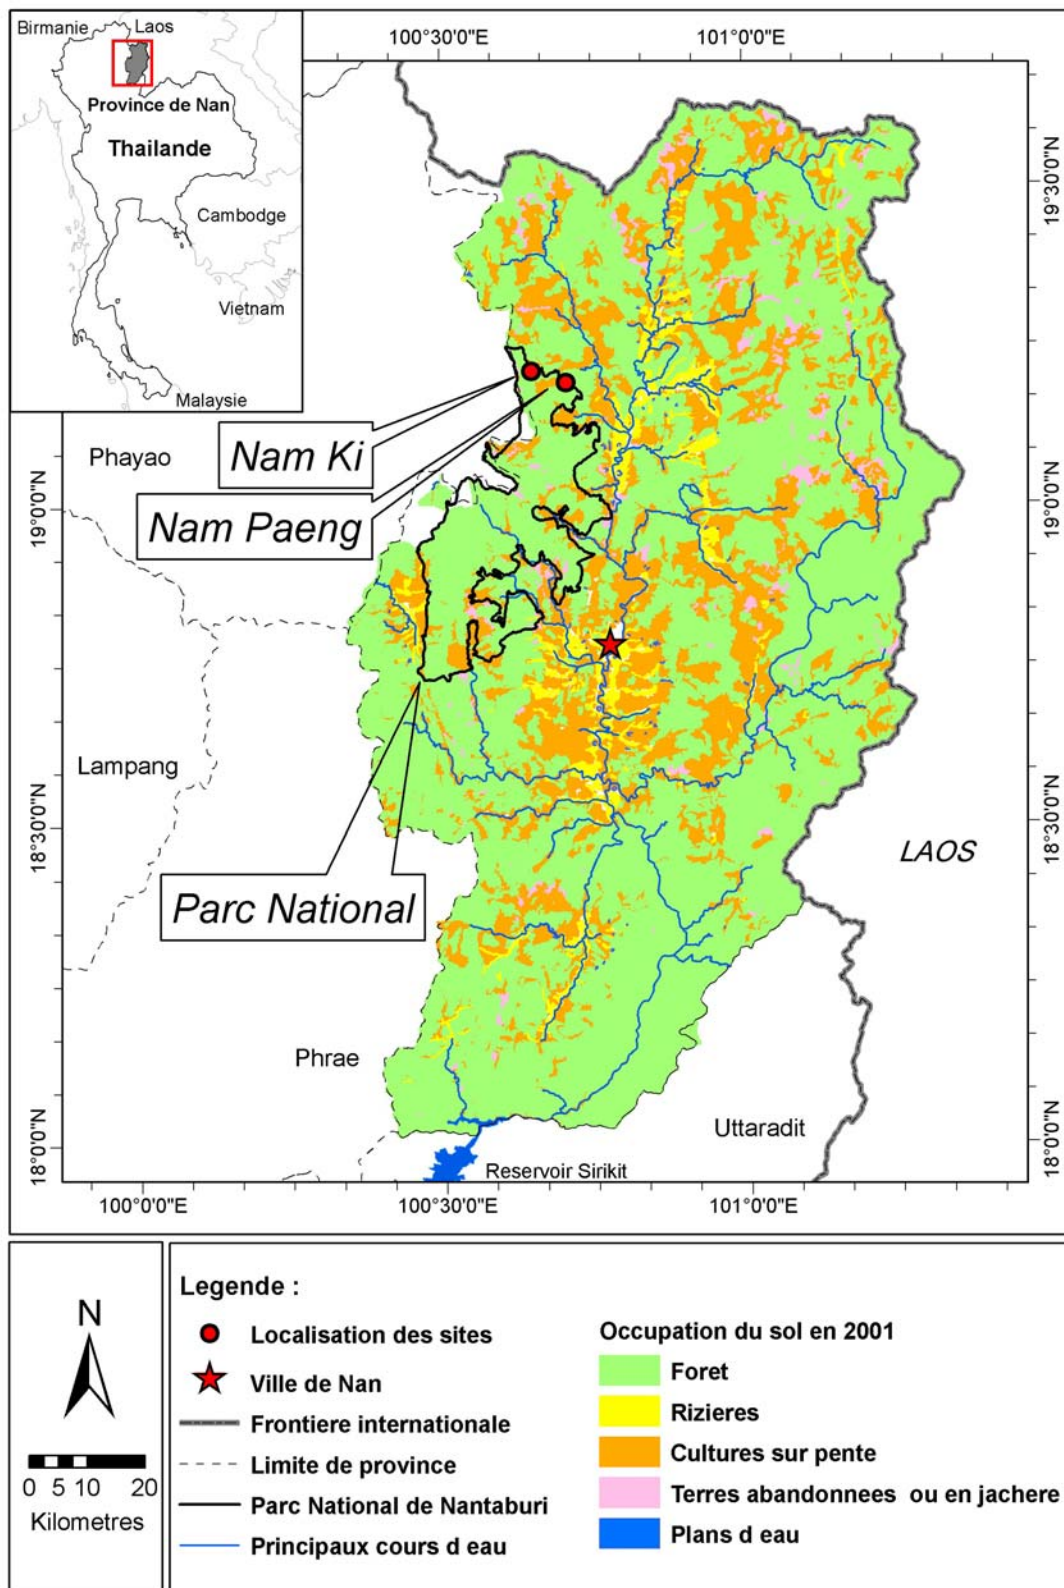 Birmanie
Laos
Province de Nan
Thailande
Cambodge
Vietnam
Malaysie
100°30'0"E
101°0'0"E
19°30'0"N
19°30'0"N
Nam Ki
Phayao
Nam Paeng
19°0'0"N
19°0'0"N
Lampang
18°30'0"N
18°30'0"N
LAOS
Parc National
Phrae
Uttaradit
Reservoir Sirikit
18°0'0"N
18°0'0"N
100°0'0"E
100°30'0"E
101°0'0"E
N
0 5 10 20
Kilometres
Legende :
Localisation des sites
Ville de Nan
Frontiere internationale
Limite de province
Parc National de Nantaburi
Principaux cours d eau
Occupation du sol en 2001
Foret
Rizieres
Cultures sur pente
Terres abandonnees ou en jachere
Plans d eau